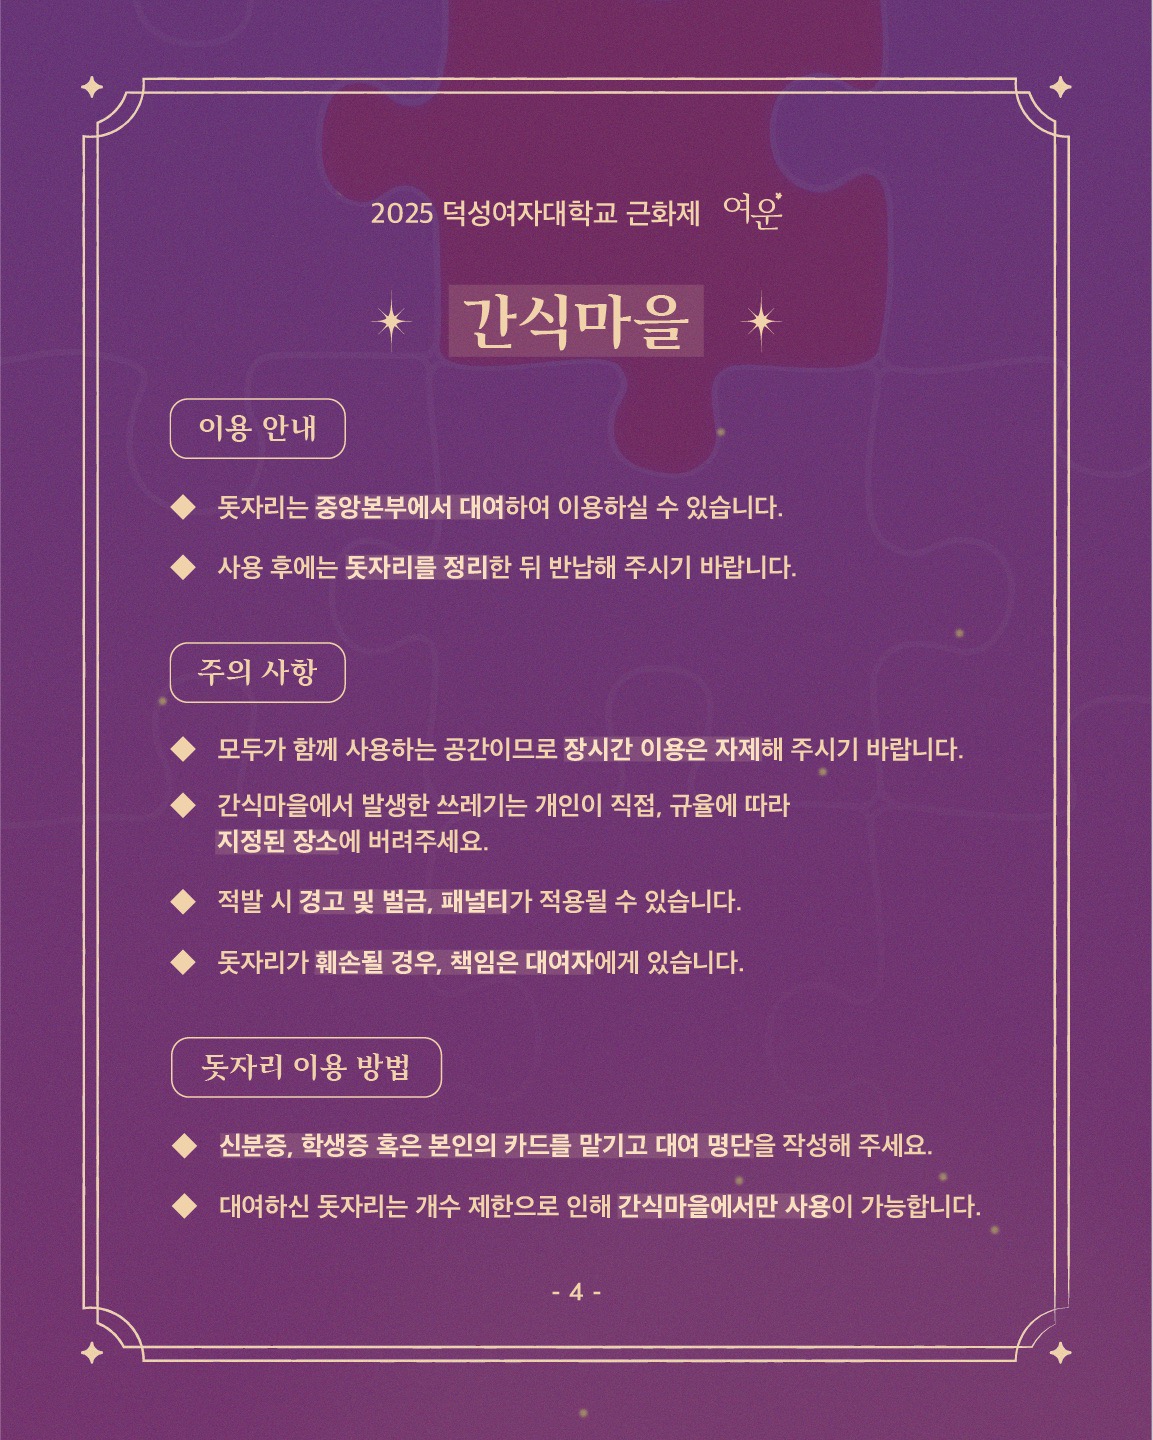 2025 덕성여자대학교 근화제 여운
간식마을
이용 안내
돗자리는 중앙본부에서 대여하여 이용하실 수 있습니다.
사용 후에는 돗자리를 정리한 뒤 반납해 주시기 바랍니다.
주의 사항
모두가 함께 사용하는 공간이므로 장시간 이용은 자제해 주시기 바랍니다.
간식마을에서 발생한 쓰레기는 개인이 직접, 규율에 따라
지정된 장소에 버려주세요.
적발 시 경고 및 벌금, 패널티가 적용될 수 있습니다.
돗자리가 훼손될 경우, 책임은 대여자에게 있습니다.
돗자리 이용 방법
신분증, 학생증 혹은 본인의 카드를 맡기고 대여 명단을 작성해 주세요.
대여하신 돗자리는 개수 제한으로 인해 간식마을에서만 사용이 가능합니다.
- 4 -